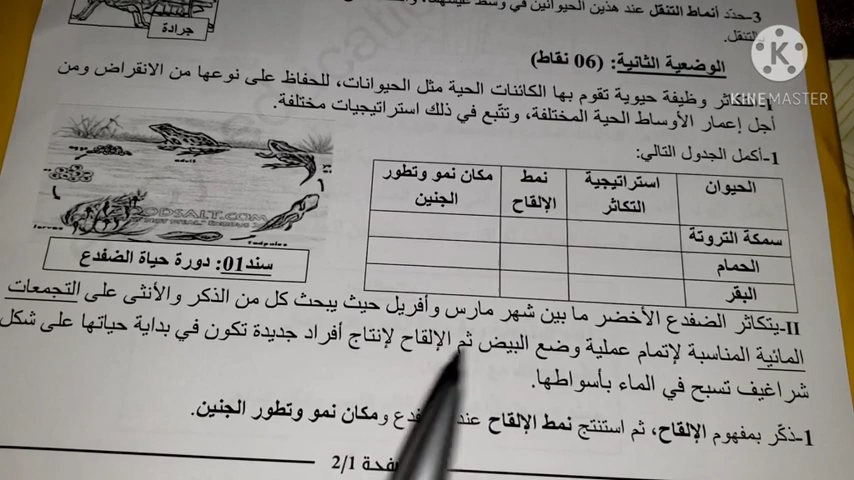 3-حدّد أنماط التنقل عند هذين الحيوانين في وسط
التنقل.
جرادة
KINEMASTER
الوضعية الثانية: (06 نقاط)
التكاثر وظيفة حيوية تقوم بها الكائنات الحية مثل الحيوانات، للحفاظ على نوعها من الانقراض ومن
أجل إعمار الأوساط الحية المختلفة، وتتّبع في ذلك استراتيجيات مختلفة.
1-أكمل الجدول التالي:
الحيوان استراتيجية التكاثر نمط الإلقاح مكان نمو وتطور الجنين
سمكة التروتة
الحمام
البقر
adult
tadpoles
سند01: دورة حياة الضفدع
II-يتكاثر الضفدع الأخضر ما بين شهر مارس وأفريل حيث يبحث كل من الذكر والأنثى على التجمعات
المائية المناسبة لإتمام عملية وضع البيض ثم الإلقاح لإنتاج أفراد جديدة تكون في بداية حياتها على شكل
شراغيف تسبح في الماء بأسواطها.
1-ذكّر بمفهوم الإلقاح، ثم استنتج نمط الإلقاح عند الضفدع ومكان نمو وتطور الجنين.
صفحة 2/1